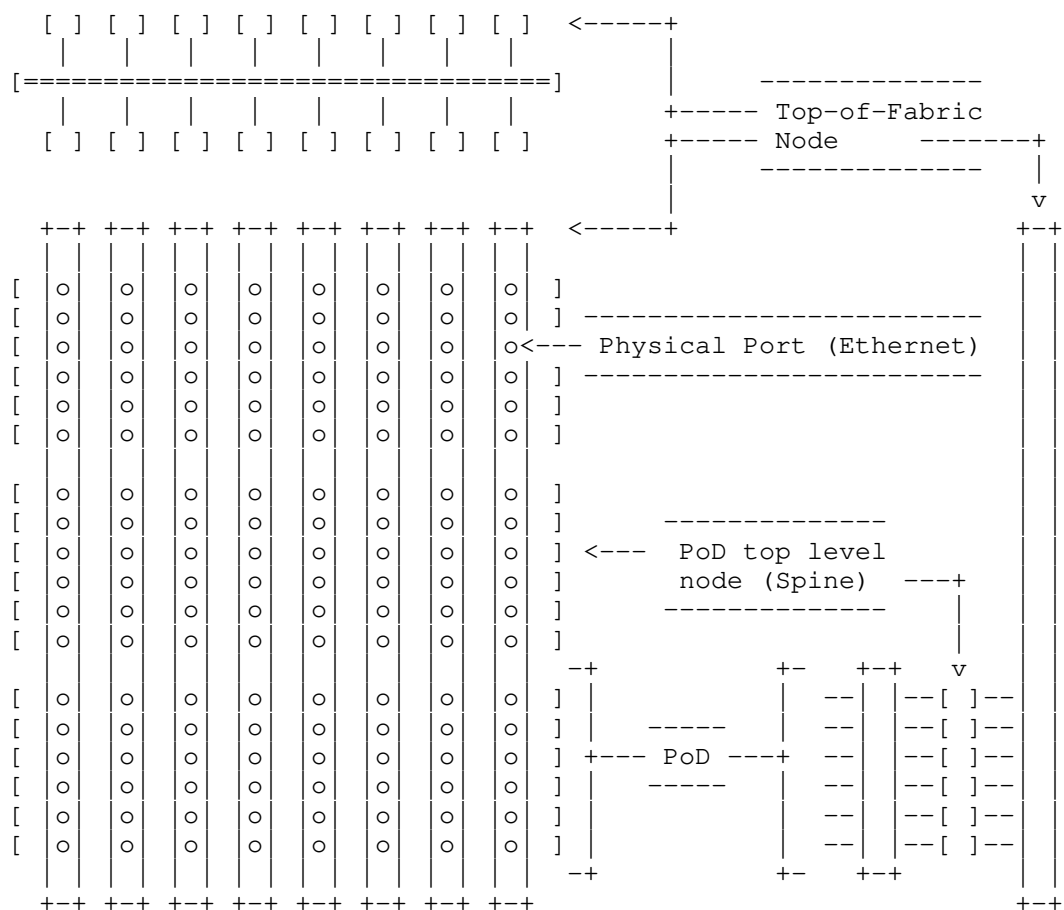 Top-of-Fabric
Node
Physical Port (Ethernet)
PoD top level
node (Spine)
PoD